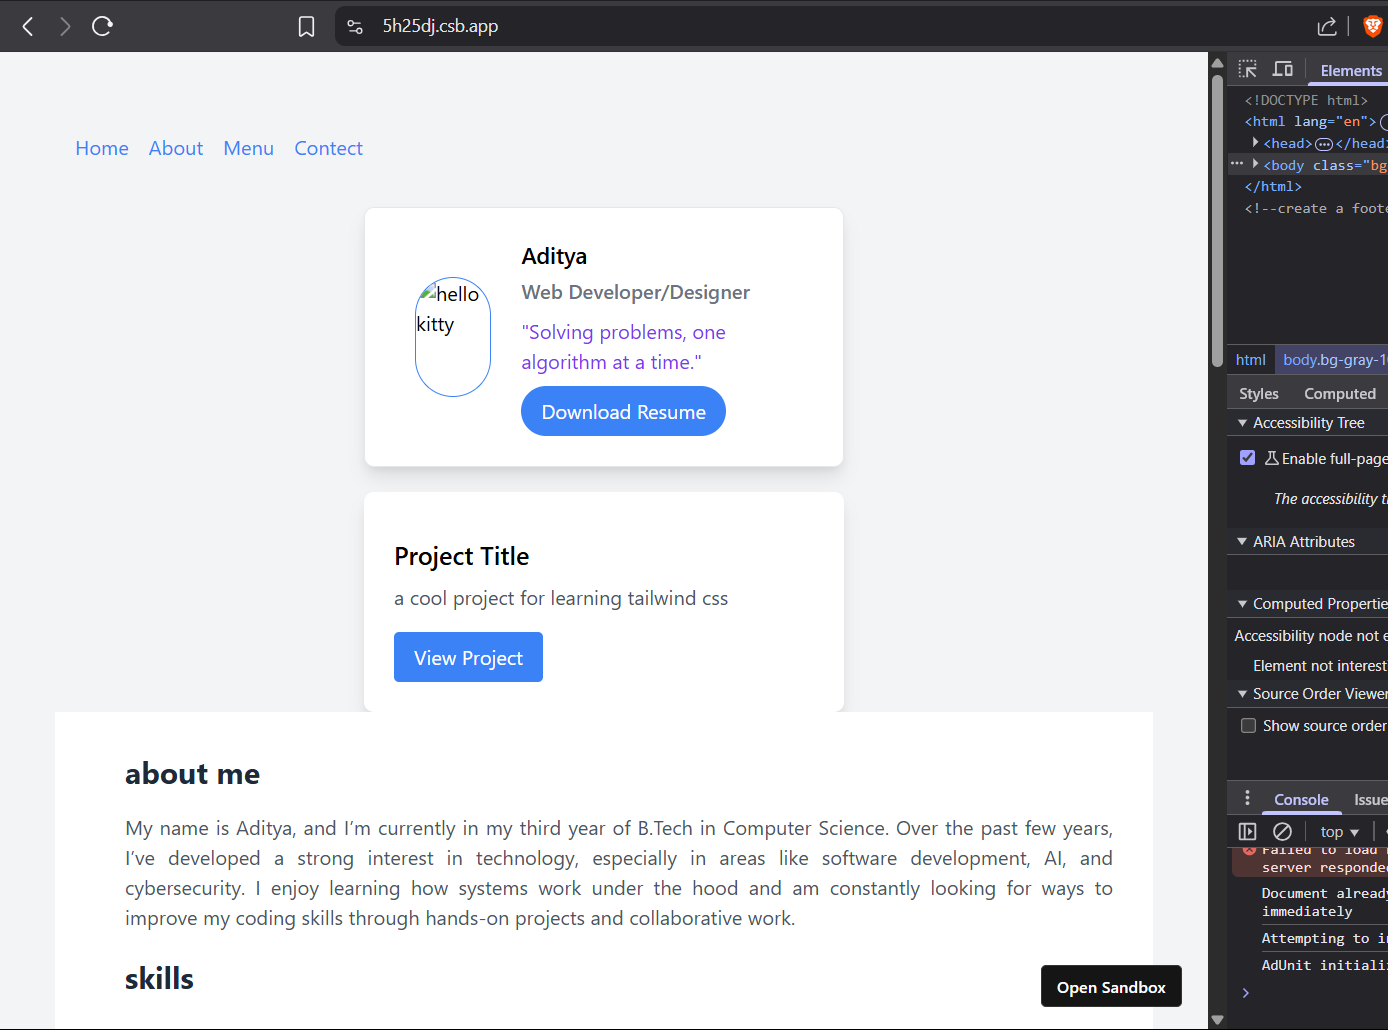 5h25dj.csb.app
Home About Menu Contect
Aditya
Web Developer/Designer
hello
kitty
"Solving problems, one
algorithm at a time."
Download Resume
Project Title
a cool project for learning tailwind css
View Project
about me
My name is Aditya, and I’m currently in my third year of B.Tech in Computer Science. Over the past few years,
I’ve developed a strong interest in technology, especially in areas like software development, AI, and
cybersecurity. I enjoy learning how systems work under the hood and am constantly looking for ways to
improve my coding skills through hands-on projects and collaborative work.
skills
Open Sandbox
Elements
<!DOCTYPE html>
<html lang="en">
<head>…</head>
<body class="bg
</html>
<!--create a foote
html body.bg-gray-1
Styles Computed
Accessibility Tree
Enable full-page
The accessibility
ARIA Attributes
Computed Propertie
Accessibility node not e
Element not interest
Source Order Viewer
Show source order
Console Issue
top
Failed to load
server responded
Document already
immediately
Attempting to i
AdUnit initiali